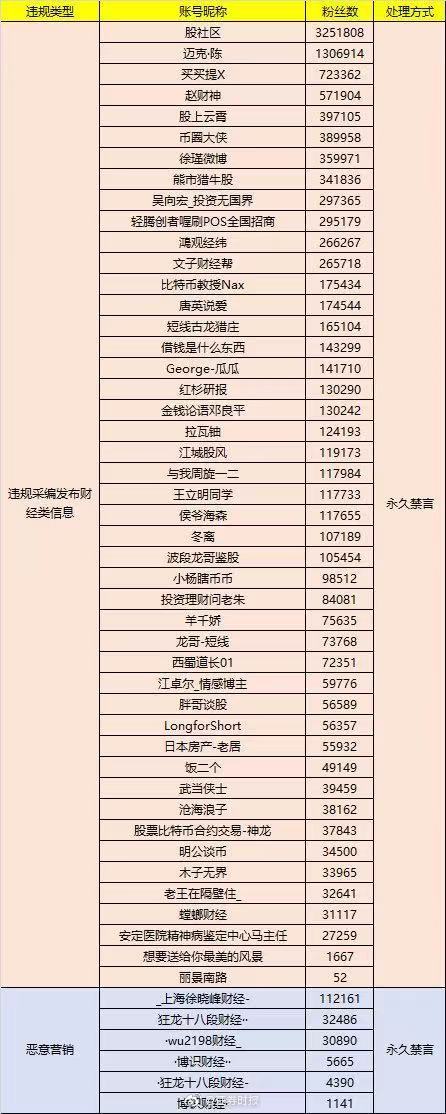 违规类型 账号昵称 粉丝数 处理方式
股社区 3251808
迈克·陈 1306914
买买提X 723362
赵财神 571904
股上云霄 397105
币圈大侠 389958
徐瑾微博 359971
熊市猎牛股 341836
吴向宏_投资无国界 297365
轻腾创者喔刷POS全国招商 295179
鴻观经纬 266267
文子财经帮 265718
比特币教授Nax 175434
唐英说爱 174544
短线古龙猎庄 165104
借钱是什么东西 143299
George-瓜瓜 141710
红杉研报 130290
金钱论语邓良平 130242
拉瓦铀 124193
江城股风 119173
与我周旋一二 117984
王立明同学 117733
违规采编发布财
经类信息
永久禁言
侯爷海森 117655
冬离 107189
波段龙哥鉴股 105454
小杨瞎币币 98512
投资理财问老朱 84081
羊千娇 75635
龙哥-短线 73768
西蜀道长01 72351
江卓尔_情感博主 59776
胖哥谈股 56589
LongforShort 56357
日本房产-老居 55932
饭二个 49149
武当侠士 39459
沧海浪子 38162
股票比特币合约交易-神龙 37843
明公谈币 34500
木子无界 33965
老王在隔壁住_ 32641
螳螂财经 31117
安定医院精神病鉴定中心马主任 27259
想要送给你最美的风景 1667
丽景南路 52
_上海徐晓峰财经- 112161
狂龙十八段财经·· 32486
恶意营销 ·wu2198财经_ 30890 永久禁言
·博识财经·· 5665
·狂龙十八段财经- 4390
博识财经· 1141